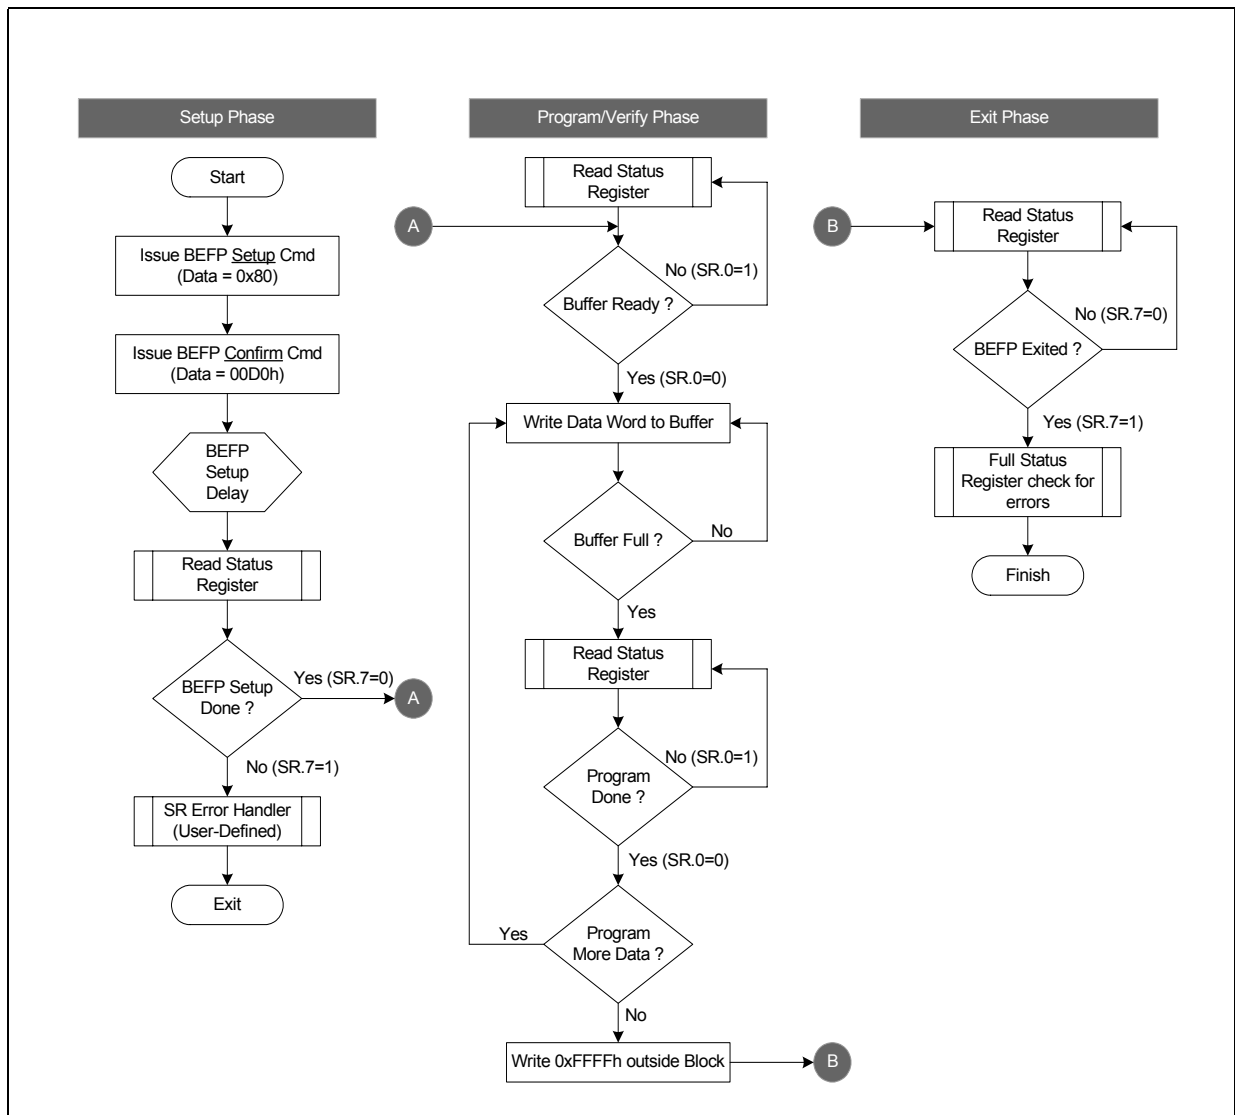 Setup Phase
Start
Issue BEFP Setup Cmd
(Data = 0x80)
Issue BEFP Confirm Cmd
(Data = 00D0h)
BEFP
Setup
Delay
Read Status
Register
BEFP Setup
Done ?
Yes (SR.7=0)
A
No (SR.7=1)
SR Error Handler
(User-Defined)
Exit
Program/Verify Phase
Read Status
Register
A
No (SR.0=1)
Buffer Ready ?
Yes (SR.0=0)
Write Data Word to Buffer
Buffer Full ?
No
Yes
Read Status
Register
No (SR.0=1)
Program
Done ?
Yes (SR.0=0)
Yes
Program
More Data ?
No
Write 0xFFFFh outside Block
B
Exit Phase
B
Read Status
Register
No (SR.7=0)
BEFP Exited ?
Yes (SR.7=1)
Full Status
Register check for
errors
Finish